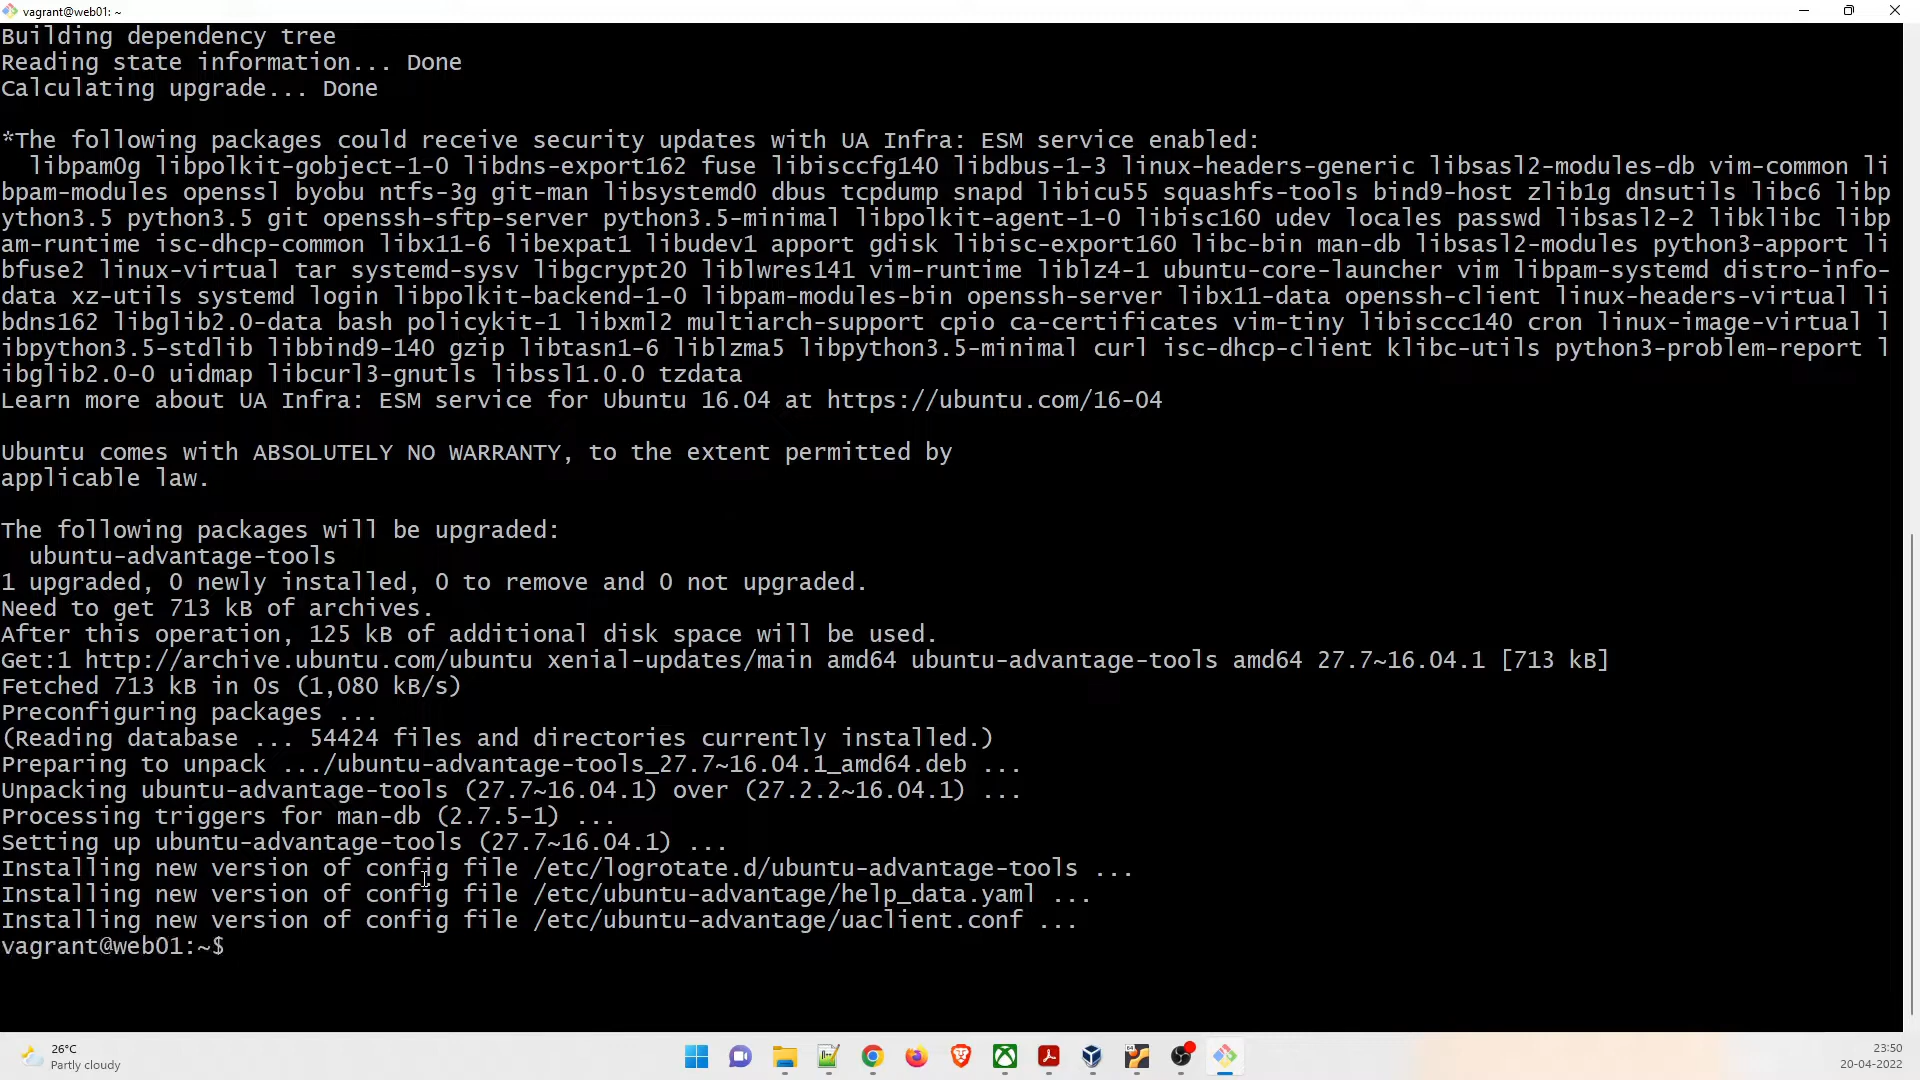 vagrant@web01: ~
Building dependency tree
Reading state information... Done
Calculating upgrade... Done
*The following packages could receive security updates with UA Infra: ESM service enabled:
libpam0g libpolkit-gobject-1-0 libdns-export162 fuse libisccfg140 libdbus-1-3 linux-headers-generic libsasl2-modules-db vim-common li
bpam-modules openssl byobu ntfs-3g git-man libsystemd0 dbus tcpdump snapd libicu55 squashfs-tools bind9-host zlib1g dnsutils libc6 libp
ython3.5 python3.5 git openssh-sftp-server python3.5-minimal libpolkit-agent-1-0 libisc160 udev locales passwd libsasl2-2 libklibc libp
am-runtime isc-dhcp-common libx11-6 libexpat1 libudev1 apport gdisk libisc-export160 libc-bin man-db libsasl2-modules python3-apport li
bfuse2 linux-virtual tar systemd-sysv libgcrypt20 liblwres141 vim-runtime liblz4-1 ubuntu-core-launcher vim libpam-systemd distro-info-
data xz-utils systemd login libpolkit-backend-1-0 libpam-modules-bin openssh-server libx11-data openssh-client linux-headers-virtual li
bdns162 libglib2.0-data bash policykit-1 libxml2 multiarch-support cpio ca-certificates vim-tiny libisccc140 cron linux-image-virtual l
ibpython3.5-stdlib libbind9-140 gzip libtasn1-6 liblzma5 libpython3.5-minimal curl isc-dhcp-client klibc-utils python3-problem-report l
ibglib2.0-0 uidmap libcurl3-gnutls libssl1.0.0 tzdata
Learn more about UA Infra: ESM service for Ubuntu 16.04 at https://ubuntu.com/16-04
Ubuntu comes with ABSOLUTELY NO WARRANTY, to the extent permitted by
applicable law.
The following packages will be upgraded:
ubuntu-advantage-tools
1 upgraded, 0 newly installed, 0 to remove and 0 not upgraded.
Need to get 713 kB of archives.
After this operation, 125 kB of additional disk space will be used.
Get:1 http://archive.ubuntu.com/ubuntu xenial-updates/main amd64 ubuntu-advantage-tools amd64 27.7~16.04.1 [713 kB]
Fetched 713 kB in 0s (1,080 kB/s)
Preconfiguring packages ...
(Reading database ... 54424 files and directories currently installed.)
Preparing to unpack .../ubuntu-advantage-tools_27.7~16.04.1_amd64.deb ...
Unpacking ubuntu-advantage-tools (27.7~16.04.1) over (27.2.2~16.04.1) ...
Processing triggers for man-db (2.7.5-1) ...
Setting up ubuntu-advantage-tools (27.7~16.04.1) ...
Installing new version of config file /etc/logrotate.d/ubuntu-advantage-tools ...
Installing new version of config file /etc/ubuntu-advantage/help_data.yaml ...
Installing new version of config file /etc/ubuntu-advantage/uaclient.conf ...
vagrant@web01:~$
26°C
Partly cloudy
23:50
20-04-2022